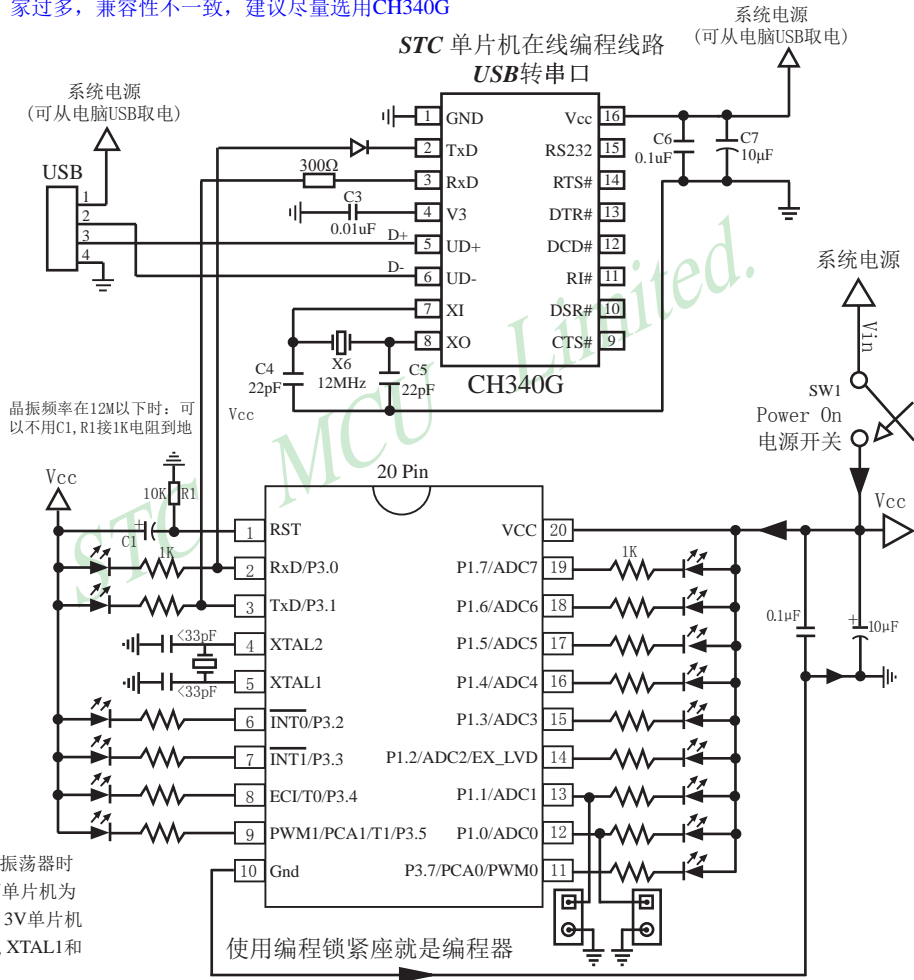 家过多，兼容性不一致，建议尽量选用CH340G
STC 单片机在线编程线路
USB转串口
系统电源
(可从电脑USB取电)
系统电源
(可从电脑USB取电)
USB
1
2
3
4
300Ω
C3
0.01uF
D+
D-
1 GND
2 TxD
3 RxD
4 V3
5 UD+
6 UD-
7 XI
8 XO
Vcc 16
RS232 15
RTS# 14
DTR# 13
DCD# 12
RI# 11
DSR# 10
CTS# 9
CH340G
C6
0.1uF
C7
10μF
C4
22pF
X6
12MHz
C5
22pF
Vcc
系统电源
Vin
SW1
Power On
电源开关
Vcc
晶振频率在12M以下时：可
以不用C1,R1接1K电阻到地
Vcc
10K R1
+
C1
1K
<33pF
<33pF
20 Pin
1 RST
2 RxD/P3.0
3 TxD/P3.1
4 XTAL2
5 XTAL1
6 INT0/P3.2
7 INT1/P3.3
8 ECI/T0/P3.4
9 PWM1/PCA1/T1/P3.5
10 Gnd
VCC 20
P1.7/ADC7 19
P1.6/ADC6 18
P1.5/ADC5 17
P1.4/ADC4 16
P1.3/ADC3 15
P1.2/ADC2/EX_LVD 14
P1.1/ADC1 13
P1.0/ADC0 12
P3.7/PCA0/PWM0 11
1K
0.1μF
+
10μF
振荡器时
单片机为
3V单片机
XTAL1和
使用编程锁紧座就是编程器
STC MCU Limited.